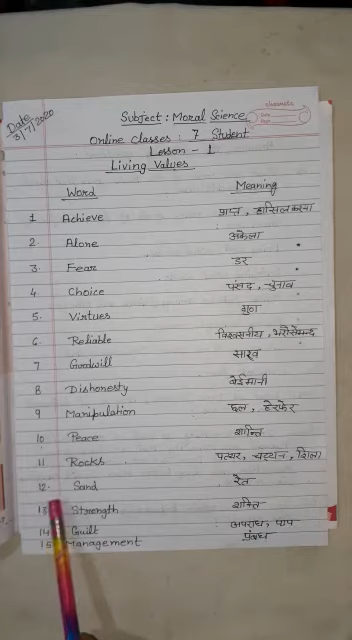 Date
3/7/2020
Subject : Moral Science
Online Classes : 7 Student
Lesson - 1
Living Values
Word Meaning
1 Achieve प्राप्त, हासिल करना
2. Alone अकेला
3. Fear डर
4 Choice पसंद, चुनाव
5. Virtues गुण
6. Reliable विश्वसनीय, भरोसेमन्द
7 Goodwill साख
8 Dishonesty बेईमानी
9 Manipulation छल, हेरफेर
10 Peace शान्ति
11 Rocks पत्थर, चट्टान, शिला
12. Sand रेत
13 Strength शक्ति
14 Guilt अपराध, पाप
15 Management प्रबंध